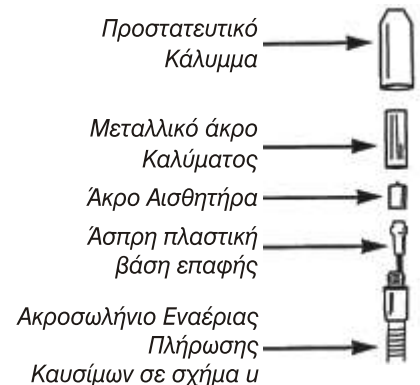 Προστατευτικό
Κάλυμμα
Μεταλλικό άκρο
Καλύματος
Άκρο Αισθητήρα
Άσπρη πλαστική
βάση επαφής
Ακροσωλήνιο Εναέριας
Πλήρωσης
Καυσίμων σε σχήμα u